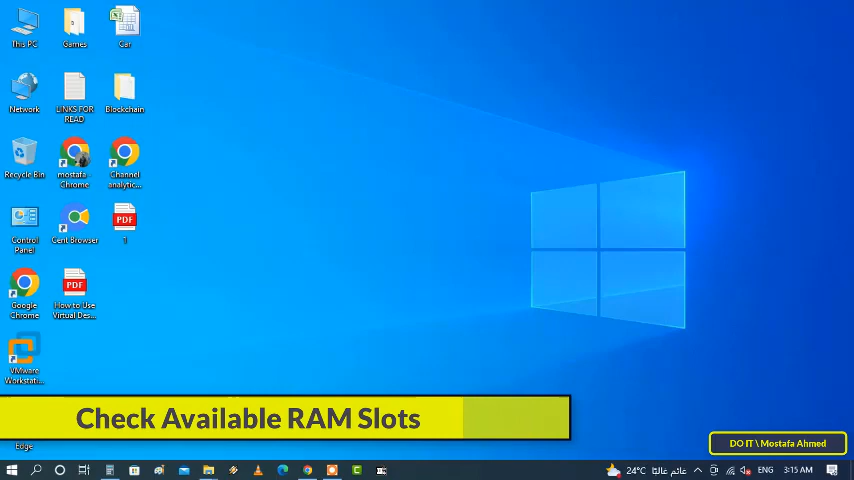 This PC
Games
Car
Network
LINKS FOR
READ
Blockchain
Recycle Bin
mostafa -
Chrome
Channel
analytic...
Control
Panel
Cent Browser
1
Google
Chrome
How to Use
Virtual Des...
VMware
Workstati...
Check Available RAM Slots
Edge
DO IT \ Mostafa Ahmed
24°C غائم غالبًا
ENG
3:15 AM